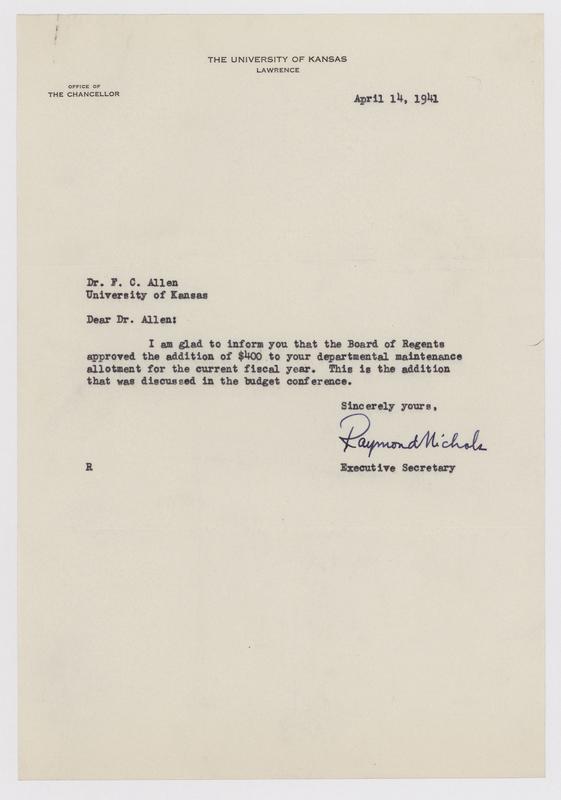 THE UNIVERSITY OF KANSAS
LAWRENCE
OFFICE OF
THE CHANCELLOR
April 14, 1941
Dr. F. C. Allen
University of Kansas
Dear Dr. Allen:
I am glad to inform you that the Board of Regents
approved the addition of $400 to your departmental maintenance
allotment for the current fiscal year. This is the addition
that was discussed in the budget conference.
Sincerely yours,
Raymond Nichols
R
Executive Secretary